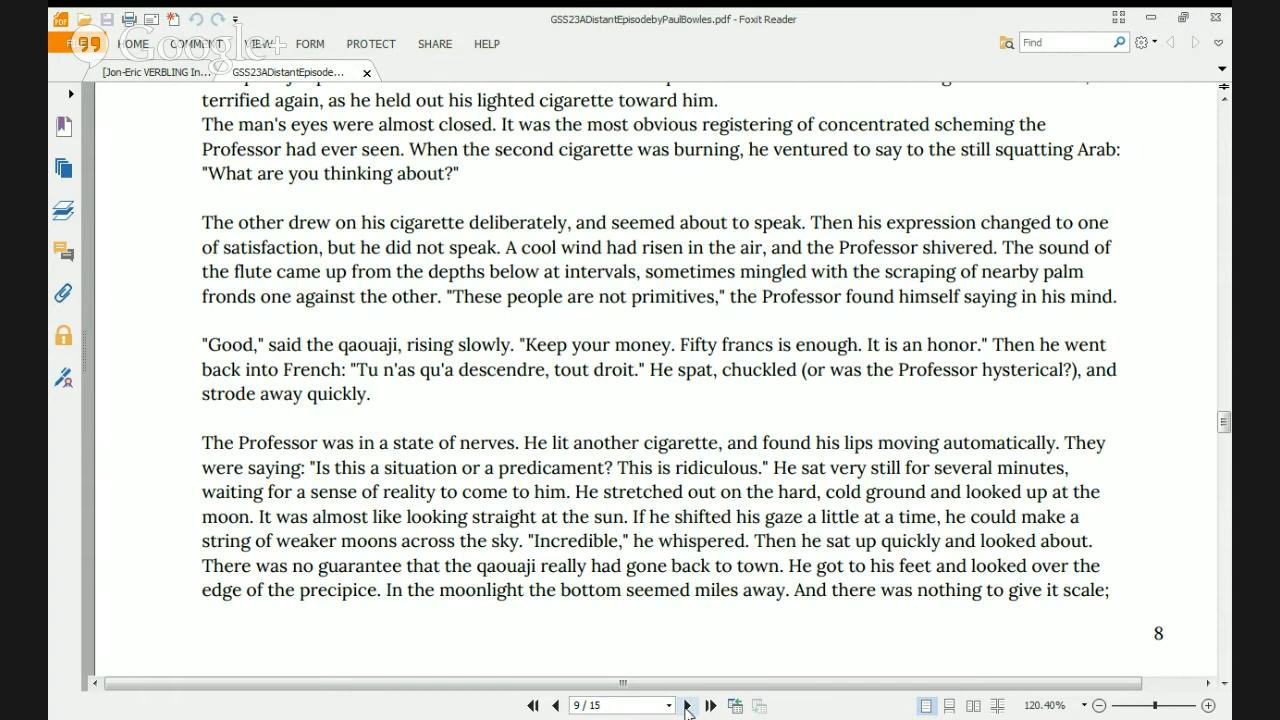 GSS23ADistantEpisodebyPaulBowles.pdf - Foxit Reader
Google+
HOME COMMENT VIEW FORM PROTECT SHARE HELP
Find
[Jon-Eric VERBLING In... GSS23ADistantEpisode...
terrified again, as he held out his lighted cigarette toward him.
The man's eyes were almost closed. It was the most obvious registering of concentrated scheming the
Professor had ever seen. When the second cigarette was burning, he ventured to say to the still squatting Arab:
"What are you thinking about?"
The other drew on his cigarette deliberately, and seemed about to speak. Then his expression changed to one
of satisfaction, but he did not speak. A cool wind had risen in the air, and the Professor shivered. The sound of
the flute came up from the depths below at intervals, sometimes mingled with the scraping of nearby palm
fronds one against the other. "These people are not primitives," the Professor found himself saying in his mind.
"Good," said the qaouaji, rising slowly. "Keep your money. Fifty francs is enough. It is an honor." Then he went
back into French: "Tu n'as qu'a descendre, tout droit." He spat, chuckled (or was the Professor hysterical?), and
strode away quickly.
The Professor was in a state of nerves. He lit another cigarette, and found his lips moving automatically. They
were saying: "Is this a situation or a predicament? This is ridiculous." He sat very still for several minutes,
waiting for a sense of reality to come to him. He stretched out on the hard, cold ground and looked up at the
moon. It was almost like looking straight at the sun. If he shifted his gaze a little at a time, he could make a
string of weaker moons across the sky. "Incredible," he whispered. Then he sat up quickly and looked about.
There was no guarantee that the qaouaji really had gone back to town. He got to his feet and looked over the
edge of the precipice. In the moonlight the bottom seemed miles away. And there was nothing to give it scale;
8
9 / 15
120.40%